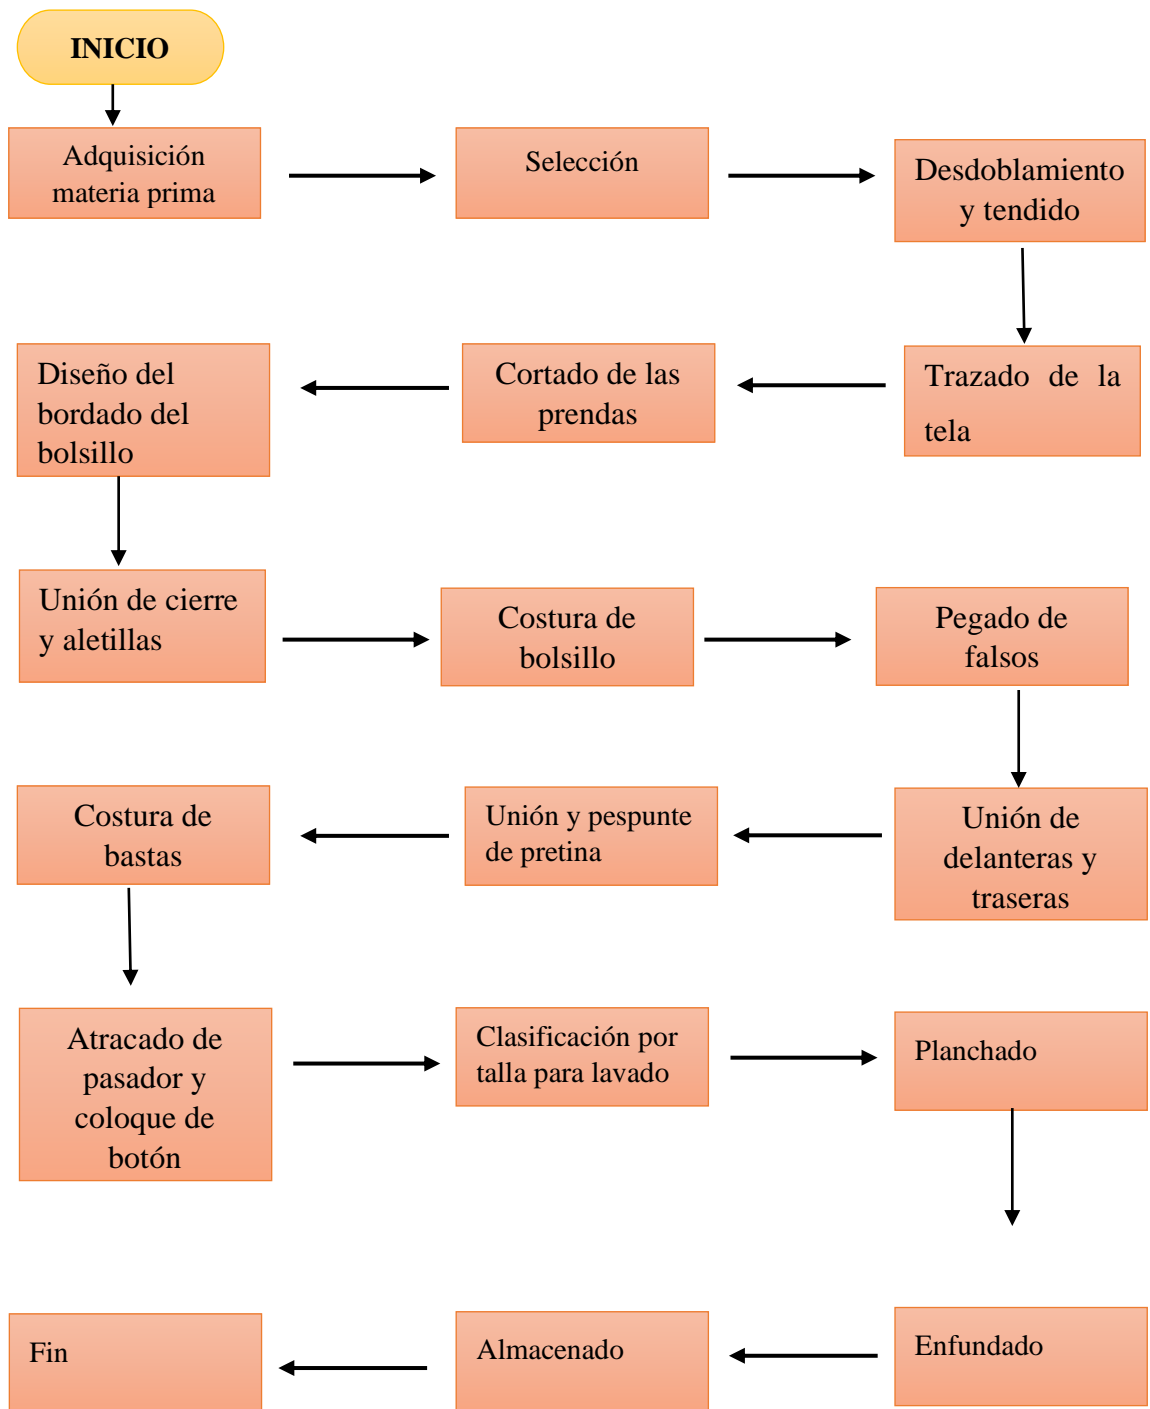 INICIO
Adquisición
materia prima
Selección
Desdoblamiento
y tendido
Trazado de la
tela
Cortado de las
prendas
Diseño del
bordado del
bolsillo
Unión de cierre
y aletillas
Costura de
bolsillo
Pegado de
falsos
Unión de
delanteras y
traseras
Unión y pespunte
de pretina
Costura de
bastas
Atracado de
pasador y
coloque de
botón
Clasificación por
talla para lavado
Planchado
Enfundado
Almacenado
Fin